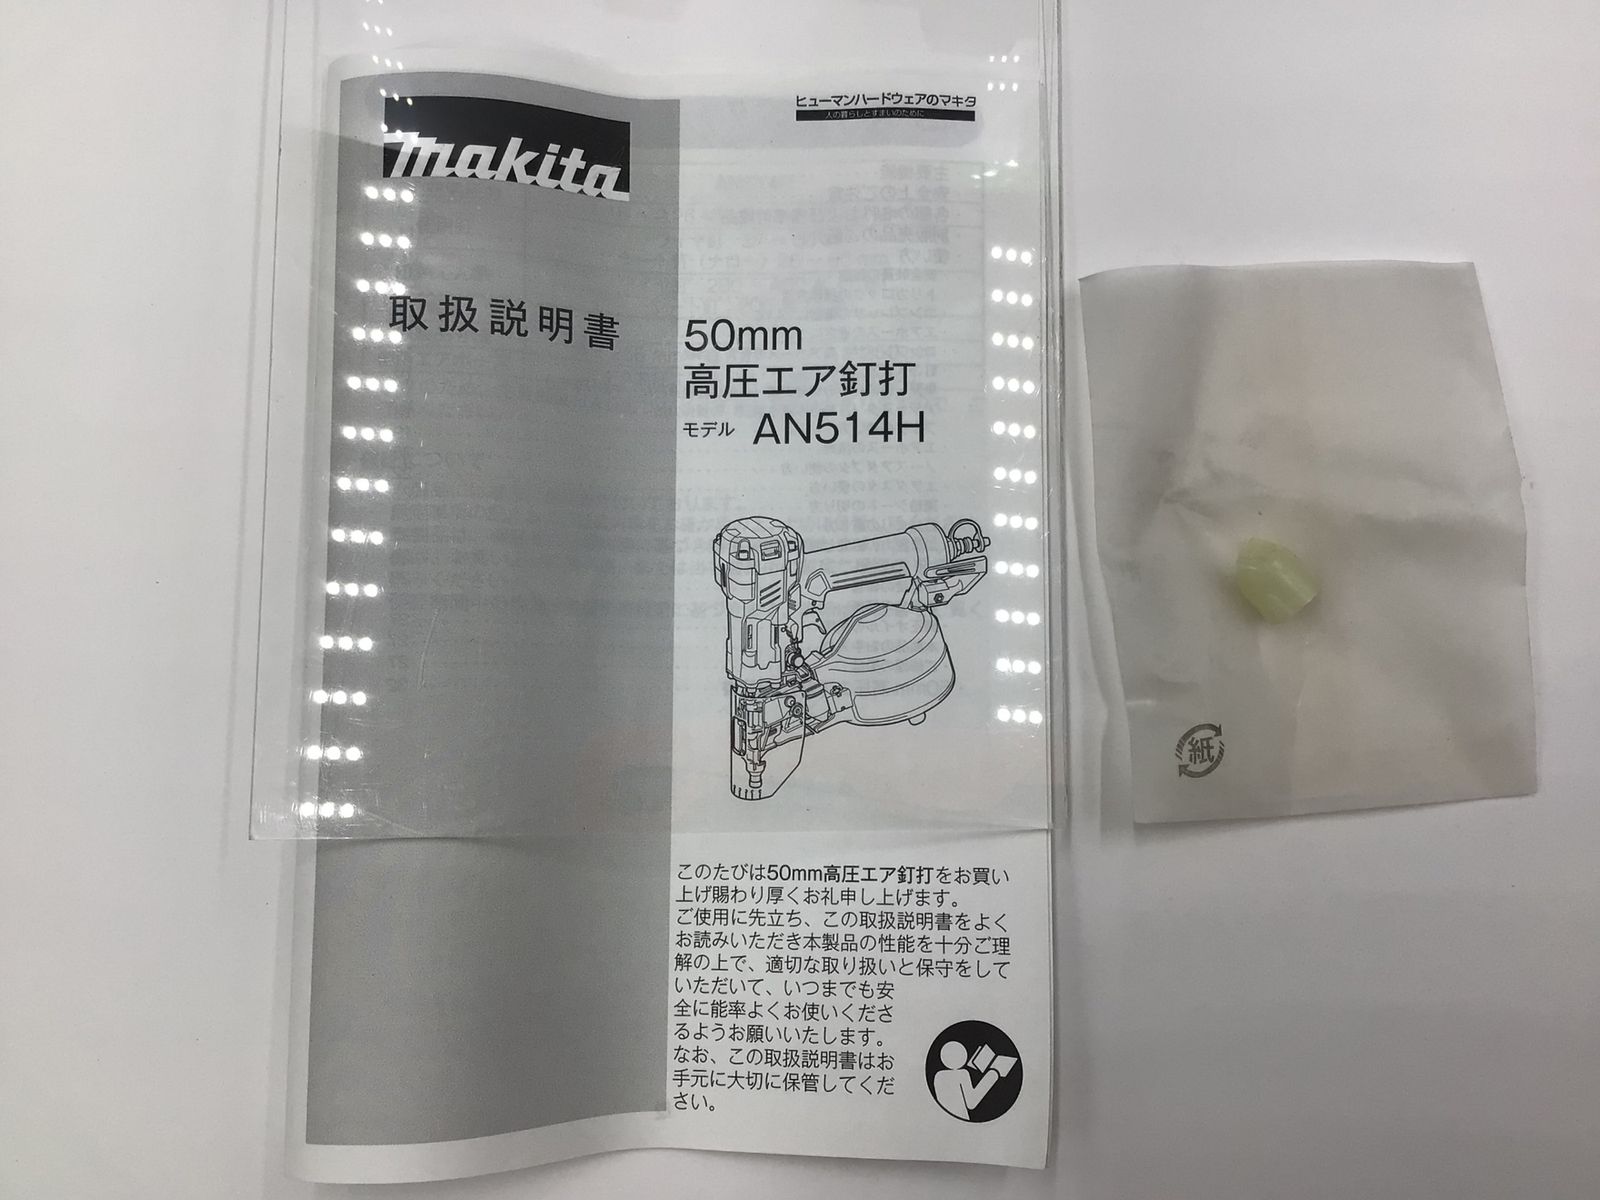 makita
ヒューマンハードウェアのマキタ
人の暮らしとすまいのために
取扱説明書
50mm
高圧エア釘打
モデル AN514H
このたびは50mm高圧エア釘打をお買い
上げ賜わり厚くお礼申し上げます。
ご使用に先立ち、この取扱説明書をよく
お読みいただき本製品の性能を十分ご理
解の上で、適切な取り扱いと保守をして
いただいて、いつまでも安
全に能率よくお使いくださ
るようお願いいたします。
なお、この取扱説明書はお
手元に大切に保管してくだ
さい。
紙